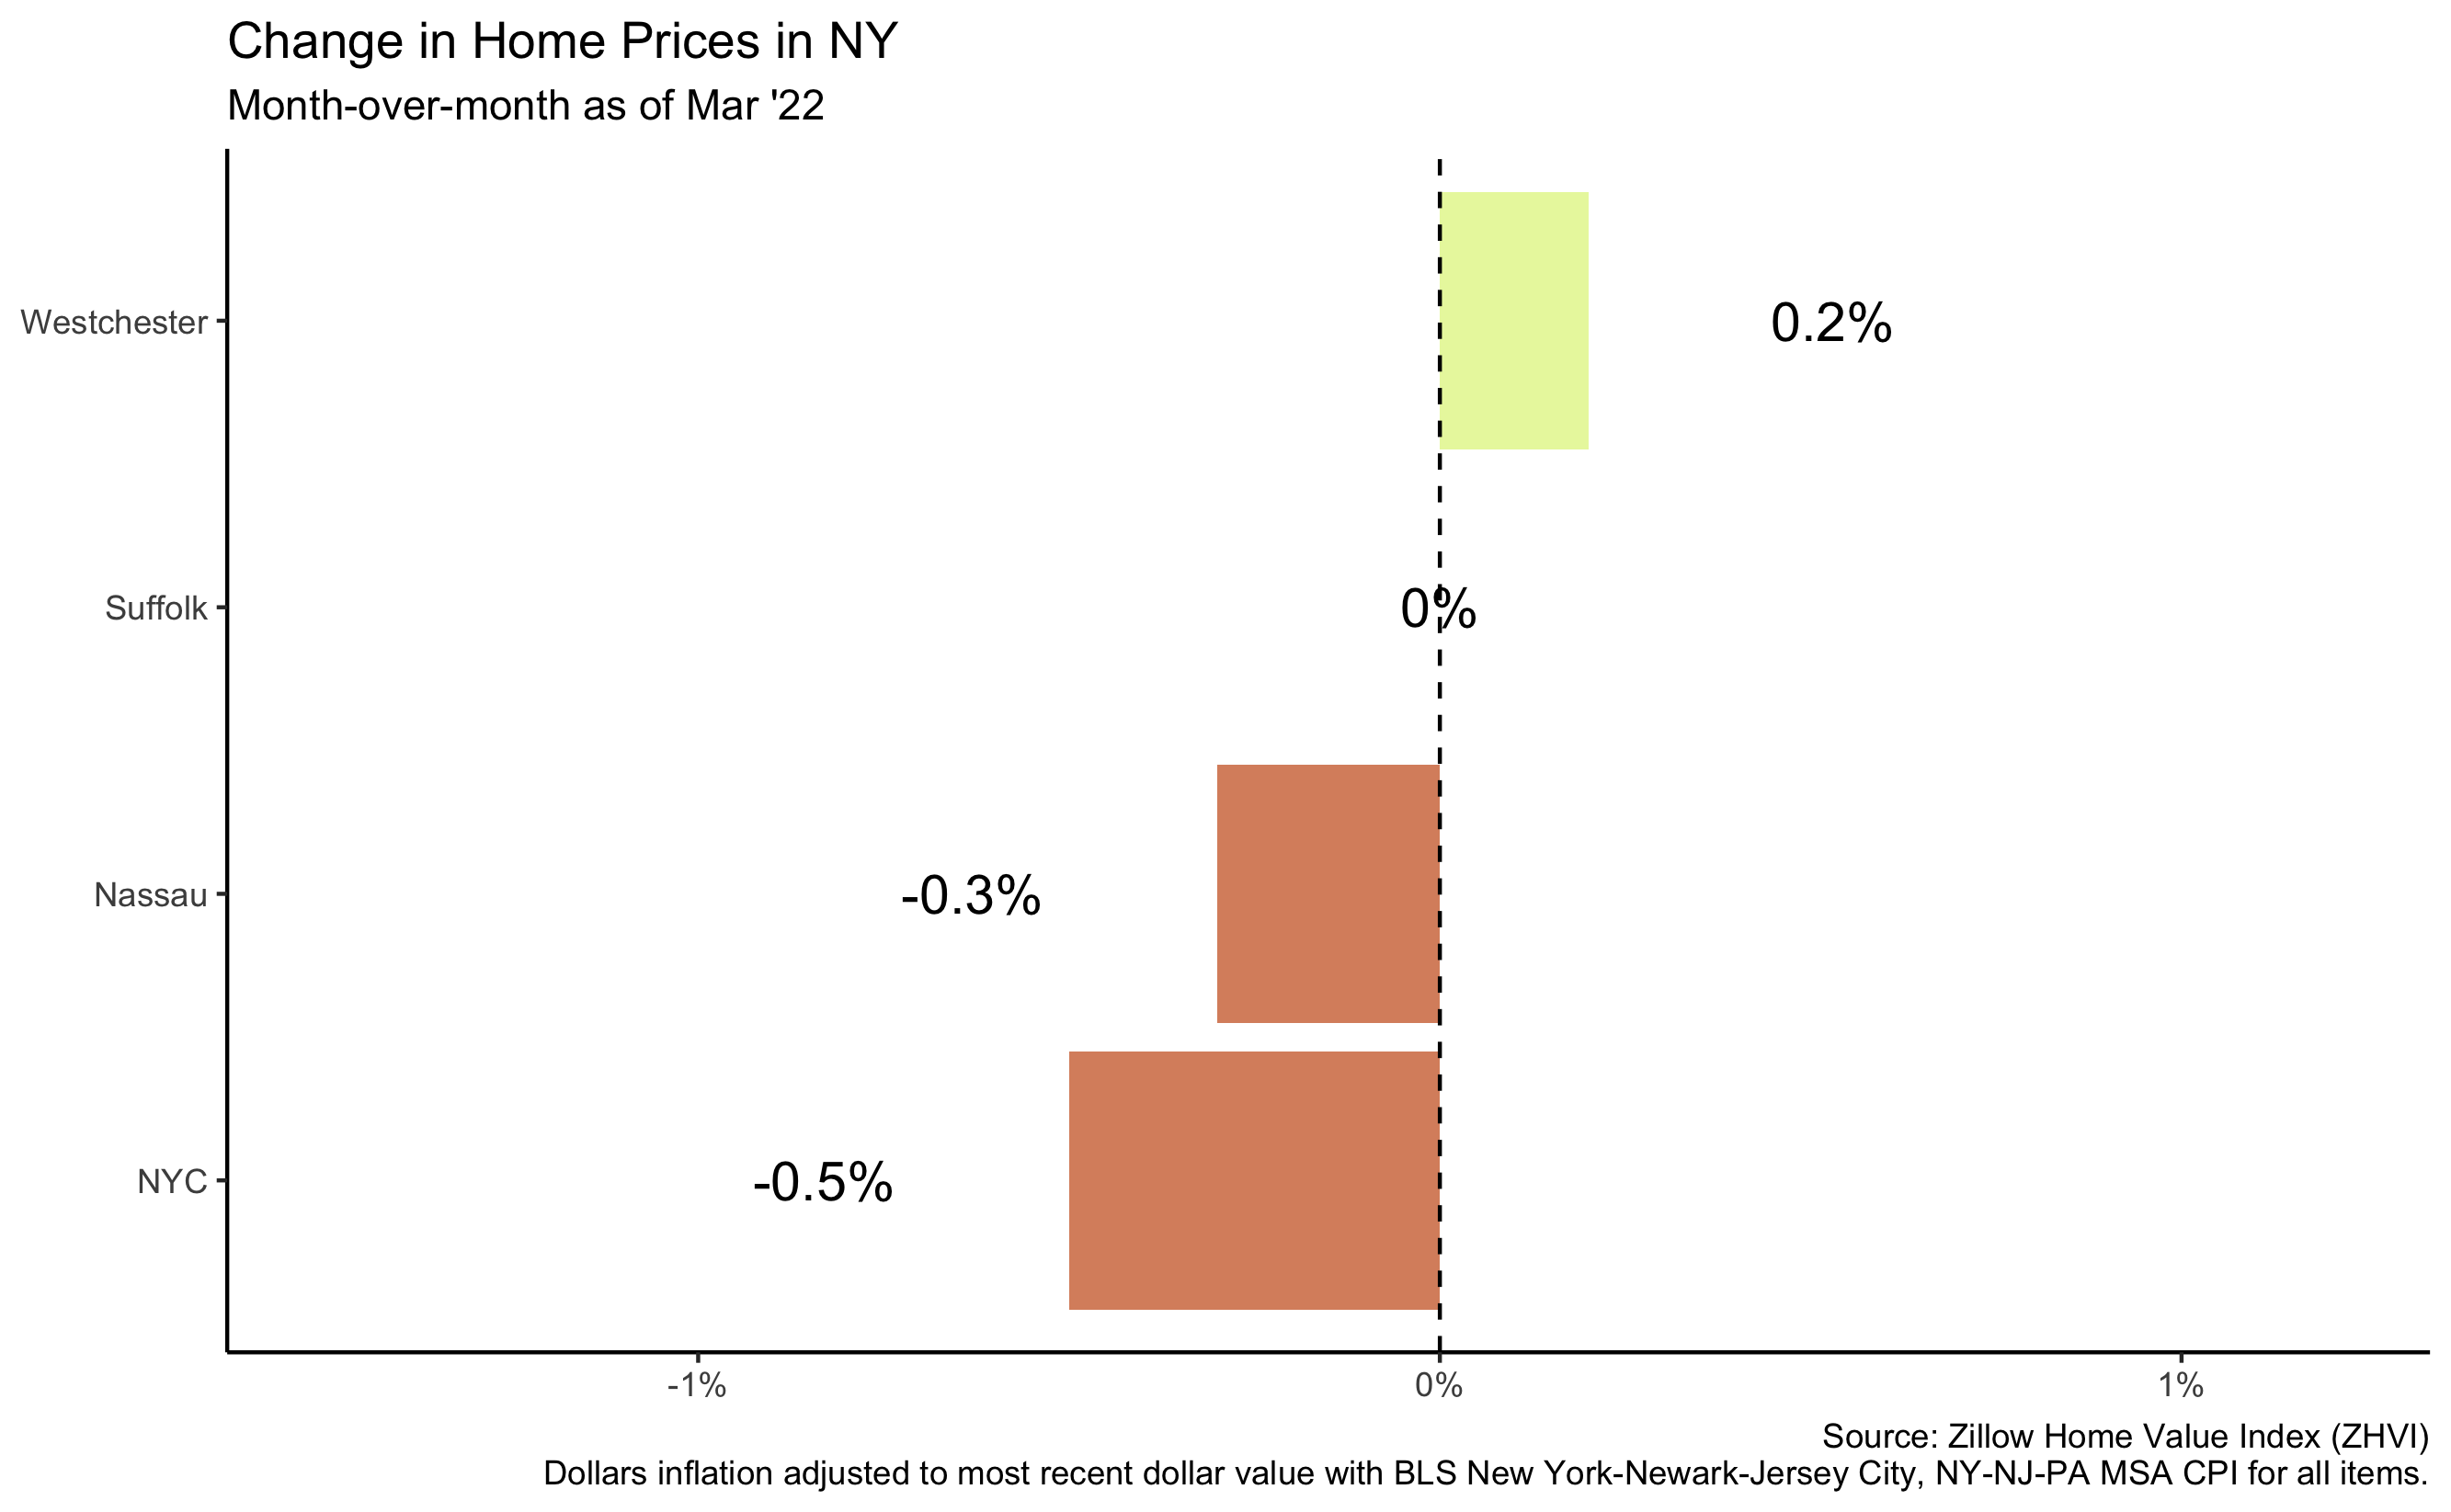 Change in Home Prices in NY
Month-over-month as of Mar '22
Westchester
0.2%
Suffolk
0%
Nassau
-0.3%
NYC
-0.5%
-1%
0%
1%
Source: Zillow Home Value Index (ZHVI)
Dollars inflation adjusted to most recent dollar value with BLS New York-Newark-Jersey City, NY-NJ-PA MSA CPI for all items.